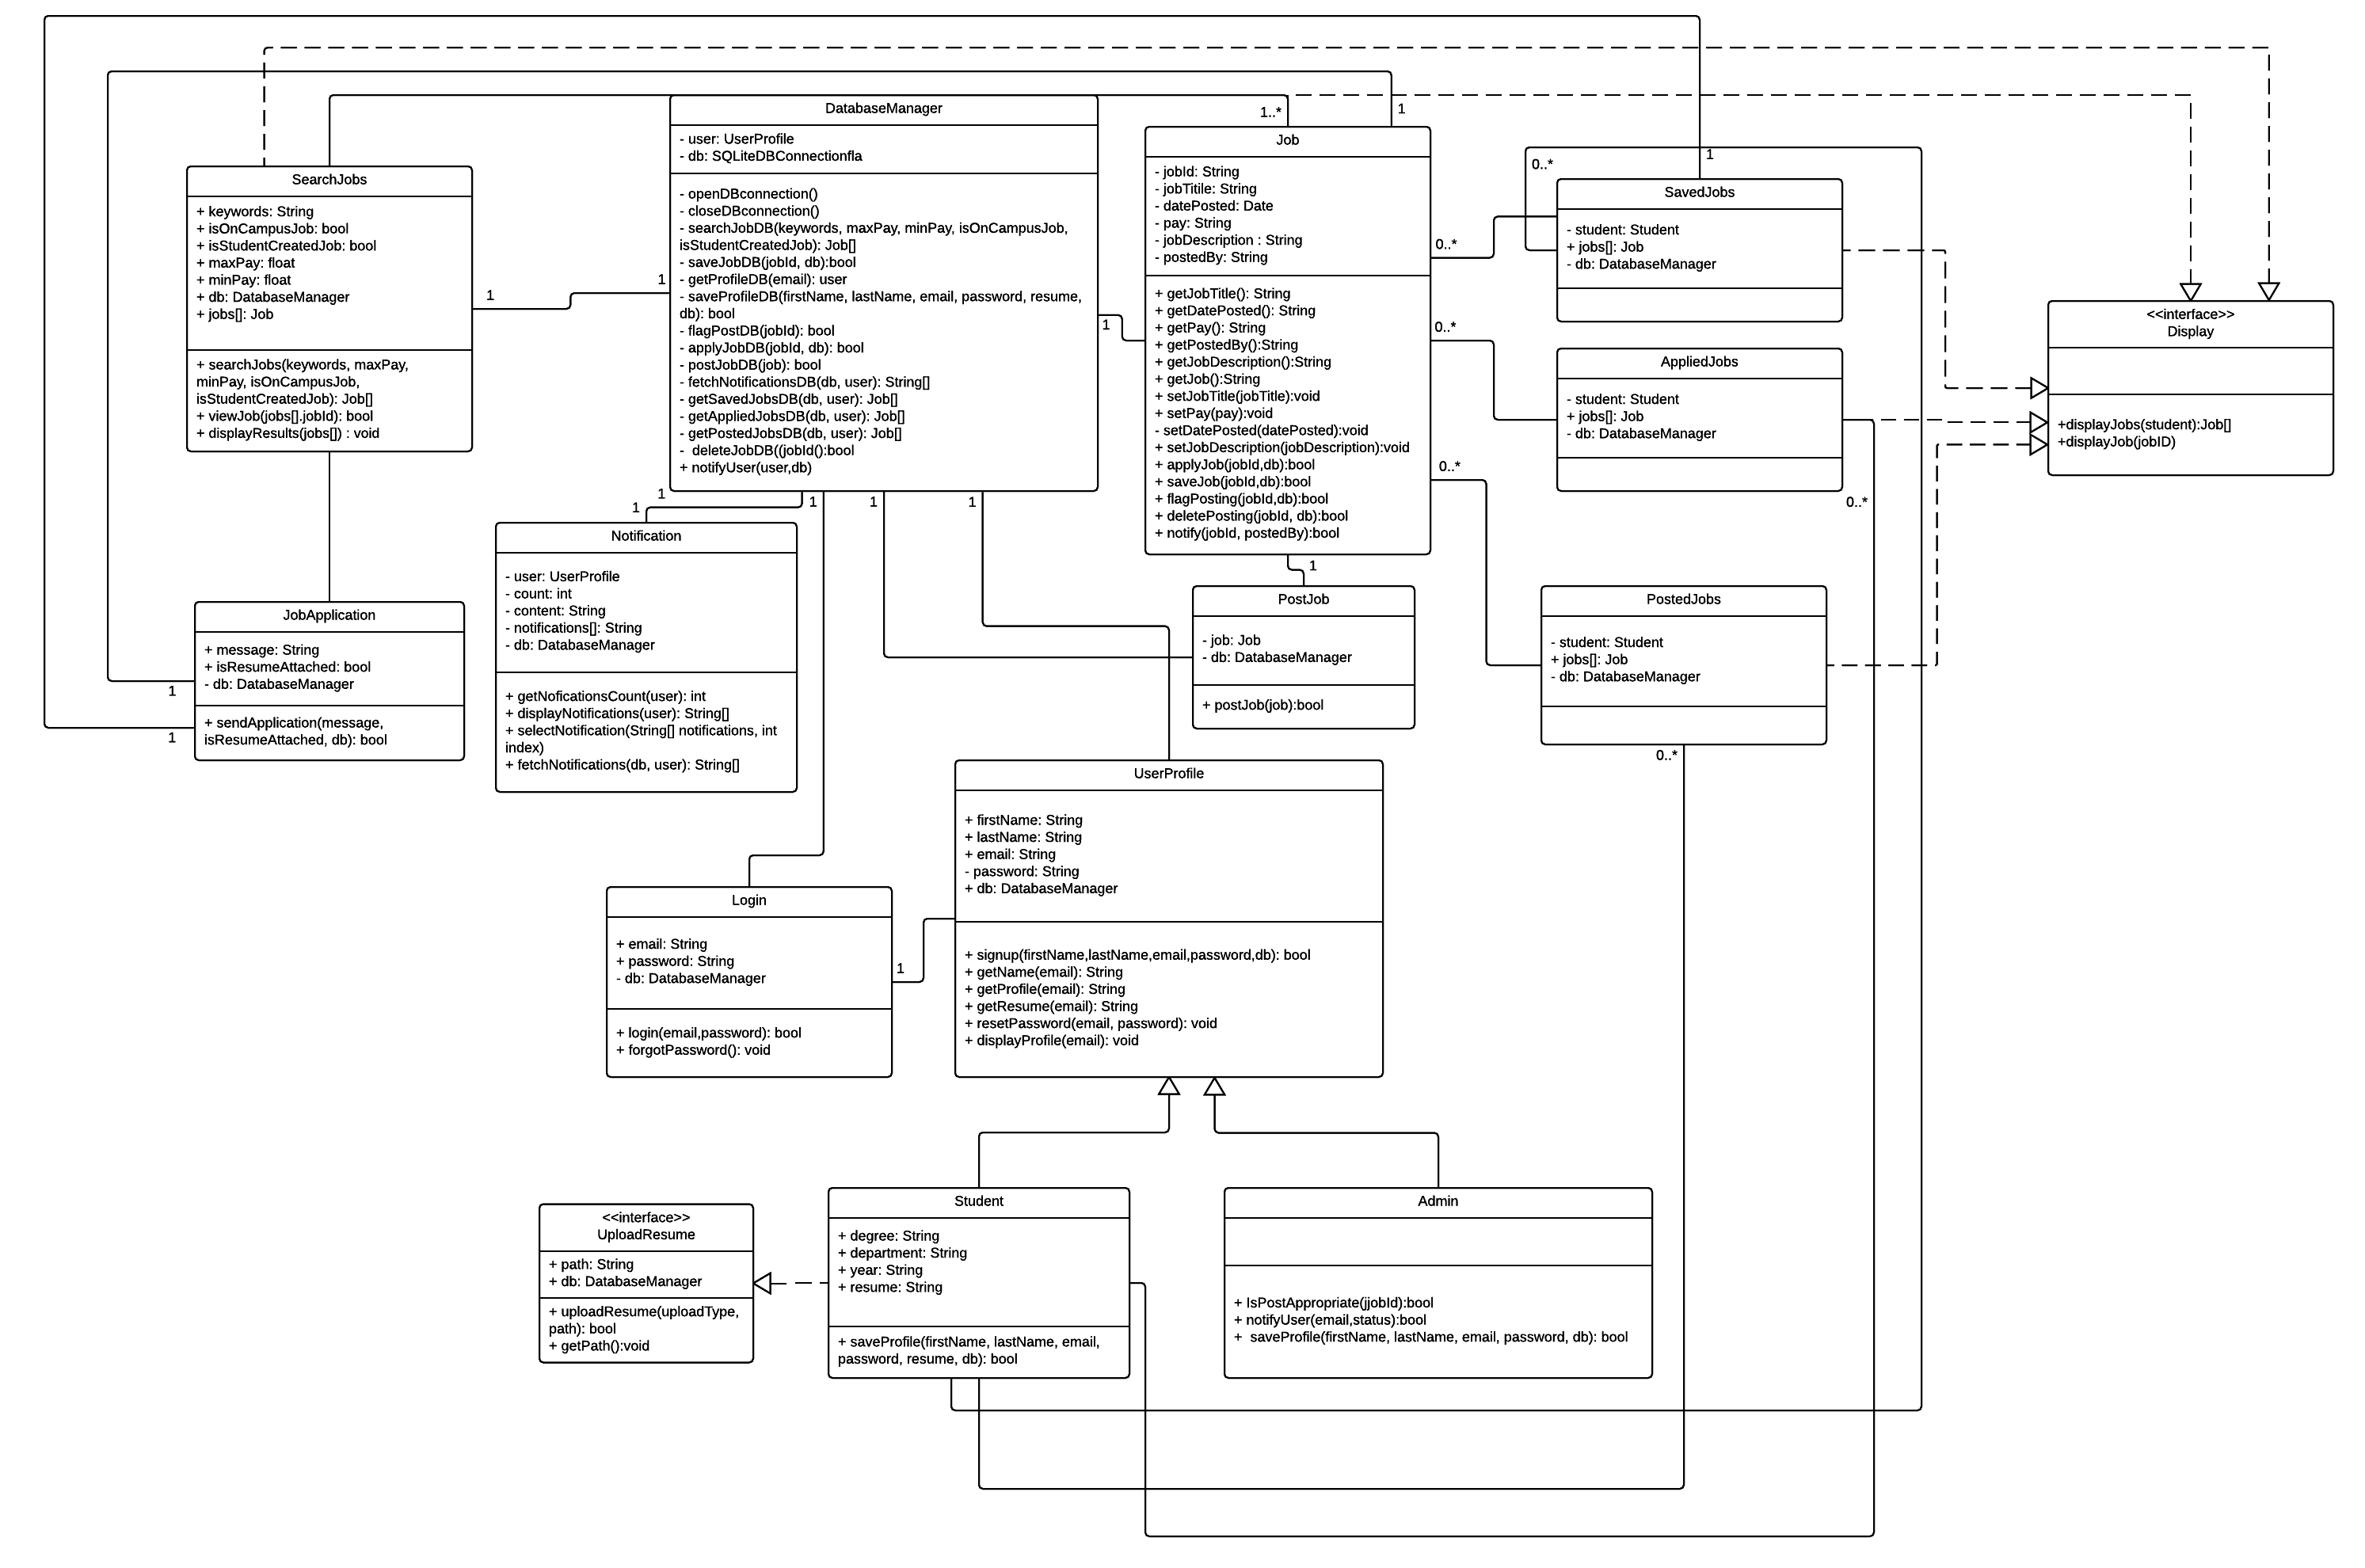 DatabaseManager
- user: UserProfile
- db: SQLiteDBConnectionfla
- openDBconnection()
- closeDBconnection()
- searchJobDB(keywords, maxPay, minPay, isOnCampusJob,
isStudentCreatedJob): Job[]
- saveJobDB(jobId, db):bool
- getProfileDB(email): user
- saveProfileDB(firstName, lastName, email, password, resume,
db): bool
- flagPostDB(jobId): bool
- applyJobDB(jobId, db): bool
- postJobDB(job): bool
- fetchNotificationsDB(db, user): String[]
- getSavedJobsDB(db, user): Job[]
- getAppliedJobsDB(db, user): Job[]
- getPostedJobsDB(db, user): Job[]
-  deleteJobDB((jobId():bool
+ notifyUser(user,db)
1..*
1
Job
- jobId: String
- jobTitile: String
- datePosted: Date
- pay: String
- jobDescription : String
- postedBy: String
+ getJobTitle(): String
+ getDatePosted(): String
+ getPay(): String
+ getPostedBy():String
+ getJobDescription():String
+ getJob():String
+ setJobTitle(jobTitle):void
+ setPay(pay):void
- setDatePosted(datePosted):void
+ setJobDescription(jobDescription):void
+ applyJob(jobId,db):bool
+ saveJob(jobId,db):bool
+ flagPosting(jobId,db):bool
+ deletePosting(jobId, db):bool
+ notify(jobId, postedBy):bool
SearchJobs
+ keywords: String
+ isOnCampusJob: bool
+ isStudentCreatedJob: bool
+ maxPay: float
+ minPay: float
+ db: DatabaseManager
+ jobs[]: Job
+ searchJobs(keywords, maxPay,
minPay, isOnCampusJob,
isStudentCreatedJob): Job[]
+ viewJob(jobs[].jobId): bool
+ displayResults(jobs[]) : void
1
1
1
0..*
1
SavedJobs
- student: Student
+ jobs[]: Job
- db: DatabaseManager
0..*
0..*
AppliedJobs
- student: Student
+ jobs[]: Job
- db: DatabaseManager
0..*
0..*
<<interface>>
Display
+displayJobs(student):Job[]
+displayJob(jobID)
1
1
1
1
1
Notification
- user: UserProfile
- count: int
- content: String
- notifications[]: String
- db: DatabaseManager
+ getNoficationsCount(user): int
+ displayNotifications(user): String[]
+ selectNotification(String[] notifications, int
index)
+ fetchNotifications(db, user): String[]
1
PostJob
- job: Job
- db: DatabaseManager
+ postJob(job):bool
PostedJobs
- student: Student
+ jobs[]: Job
- db: DatabaseManager
0..*
JobApplication
+ message: String
+ isResumeAttached: bool
- db: DatabaseManager
+ sendApplication(message,
isResumeAttached, db): bool
1
1
UserProfile
+ firstName: String
+ lastName: String
+ email: String
- password: String
+ db: DatabaseManager
+ signup(firstName,lastName,email,password,db): bool
+ getName(email): String
+ getProfile(email): String
+ getResume(email): String
+ resetPassword(email, password): void
+ displayProfile(email): void
Login
+ email: String
+ password: String
- db: DatabaseManager
+ login(email,password): bool
+ forgotPassword(): void
1
<<interface>>
UploadResume
+ path: String
+ db: DatabaseManager
+ uploadResume(uploadType,
path): bool
+ getPath():void
Student
+ degree: String
+ department: String
+ year: String
+ resume: String
+ saveProfile(firstName, lastName, email,
password, resume, db): bool
Admin
+ IsPostAppropriate(jjobId):bool
+ notifyUser(email,status):bool
+  saveProfile(firstName, lastName, email, password, db): bool